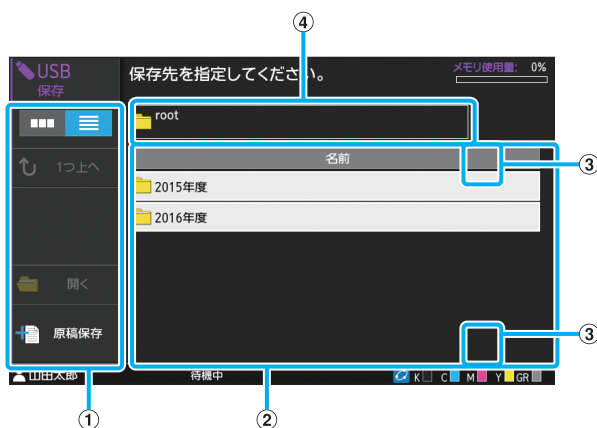 ④
USB
保存
保存先を指定してください。
メモリ使用量: 0%
root
名前
③
1つ上へ
2015年度
2016年度
開く
原稿保存
③
山田太郎
待機中
K C M Y GR
①
②